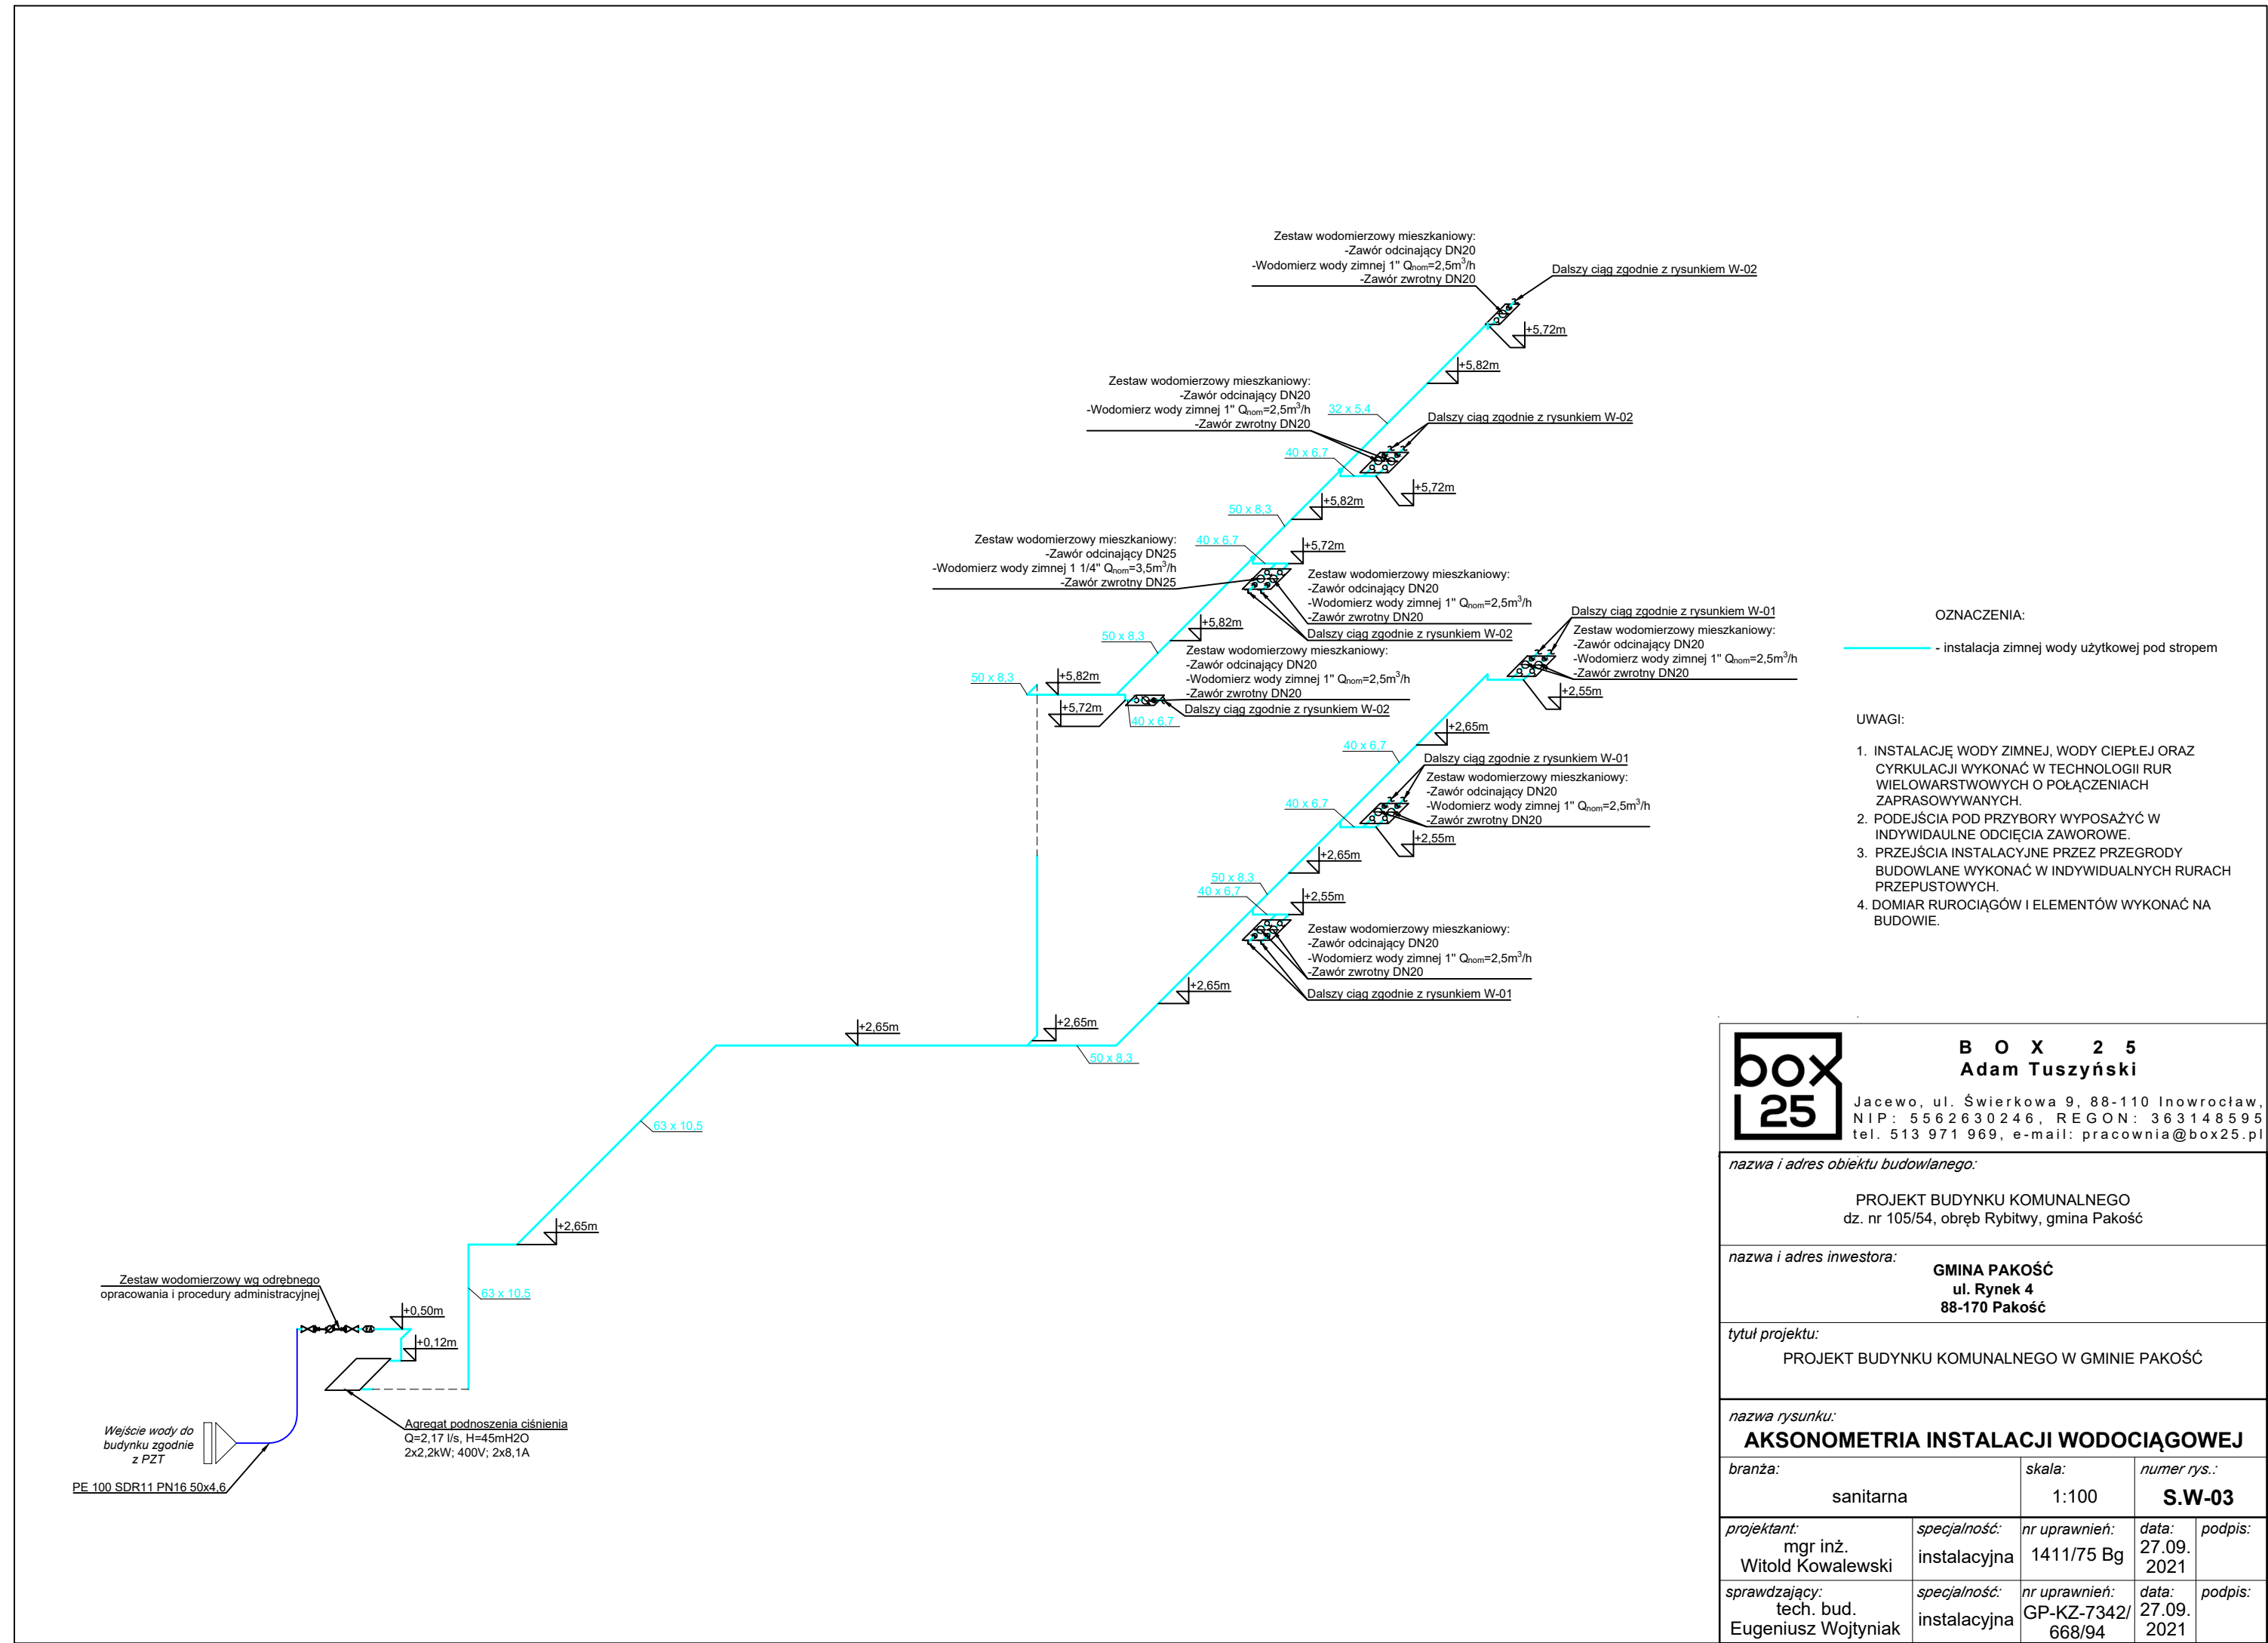 Zestaw wodomierzowy mieszkaniowy:
-Zawór odcinający DN20
-Wodomierz wody zimnej 1" Qnom=2,5m³/h
-Zawór zwrotny DN20
Dalszy ciąg zgodnie z rysunkiem W-02
+5,72m
+5,82m
Zestaw wodomierzowy mieszkaniowy:
-Zawór odcinający DN20
-Wodomierz wody zimnej 1" Qnom=2,5m³/h
-Zawór zwrotny DN20
32 x 5,4
Dalszy ciąg zgodnie z rysunkiem W-02
40 x 6,7
+5,72m
+5,82m
50 x 8,3
Zestaw wodomierzowy mieszkaniowy:
-Zawór odcinający DN25
-Wodomierz wody zimnej 1 1/4" Qnom=3,5m³/h
-Zawór zwrotny DN25
40 x 6,7
+5,72m
Zestaw wodomierzowy mieszkaniowy:
-Zawór odcinający DN20
-Wodomierz wody zimnej 1" Qnom=2,5m³/h
-Zawór zwrotny DN20
Dalszy ciąg zgodnie z rysunkiem W-02
+5,82m
50 x 8,3
Zestaw wodomierzowy mieszkaniowy:
-Zawór odcinający DN20
-Wodomierz wody zimnej 1" Qnom=2,5m³/h
-Zawór zwrotny DN20
Dalszy ciąg zgodnie z rysunkiem W-02
50 x 8,3
+5,82m
+5,72m
40 x 6,7
Dalszy ciąg zgodnie z rysunkiem W-01
Zestaw wodomierzowy mieszkaniowy:
-Zawór odcinający DN20
-Wodomierz wody zimnej 1" Qnom=2,5m³/h
-Zawór zwrotny DN20
+2,55m
+2,65m
40 x 6,7
Dalszy ciąg zgodnie z rysunkiem W-01
Zestaw wodomierzowy mieszkaniowy:
-Zawór odcinający DN20
-Wodomierz wody zimnej 1" Qnom=2,5m³/h
-Zawór zwrotny DN20
40 x 6,7
+2,55m
+2,65m
50 x 8,3
40 x 6,7
+2,55m
Zestaw wodomierzowy mieszkaniowy:
-Zawór odcinający DN20
-Wodomierz wody zimnej 1" Qnom=2,5m³/h
-Zawór zwrotny DN20
Dalszy ciąg zgodnie z rysunkiem W-01
+2,65m
+2,65m
+2,65m
50 x 8,3
63 x 10,5
+2,65m
63 x 10,5
Zestaw wodomierzowy wg odrębnego
opracowania i procedury administracyjnej
+0,50m
+0,12m
Agregat podnoszenia ciśnienia
Q=2,17 l/s, H=45mH2O
2x2,2kW; 400V; 2x8,1A
Wejście wody do
budynku zgodnie
z PZT
PE 100 SDR11 PN16 50x4,6
OZNACZENIA:
- instalacja zimnej wody użytkowej pod stropem
UWAGI:
1. INSTALACJĘ WODY ZIMNEJ, WODY CIEPŁEJ ORAZ
CYRKULACJI WYKONAĆ W TECHNOLOGII RUR
WIELOWARSTWOWYCH O POŁĄCZENIACH
ZAPRASOWYWANYCH.
2. PODEJŚCIA POD PRZYBORY WYPOSAŻYĆ W
INDYWIDAULNE ODCIĘCIA ZAWOROWE.
3. PRZEJŚCIA INSTALACYJNE PRZEZ PRZEGRODY
BUDOWLANE WYKONAĆ W INDYWIDUALNYCH RURACH
PRZEPUSTOWYCH.
4. DOMIAR RUROCIĄGÓW I ELEMENTÓW WYKONAĆ NA
BUDOWIE.
box
25
BOX 25
Adam Tuszyński
Jacewo, ul. Świerkowa 9, 88-110 Inowrocław,
NIP: 5562630246, REGON: 363148595
tel. 513 971 969, e-mail: pracownia@box25.pl
nazwa i adres obiektu budowlanego:
PROJEKT BUDYNKU KOMUNALNEGO
dz. nr 105/54, obręb Rybitwy, gmina Pakość
nazwa i adres inwestora:
GMINA PAKOŚĆ
ul. Rynek 4
88-170 Pakość
tytuł projektu:
PROJEKT BUDYNKU KOMUNALNEGO W GMINIE PAKOŚĆ
nazwa rysunku:
AKSONOMETRIA INSTALACJI WODOCIĄGOWEJ
branża: skala: numer rys.:
sanitarna 1:100 S.W-03
projektant: specjalność: nr uprawnień: data: podpis:
mgr inż.
Witold Kowalewski
instalacyjna
1411/75 Bg
27.09.
2021
sprawdzający: specjalność: nr uprawnień: data: podpis:
tech. bud.
Eugeniusz Wojtyniak
instalacyjna
GP-KZ-7342/
668/94
27.09.
2021